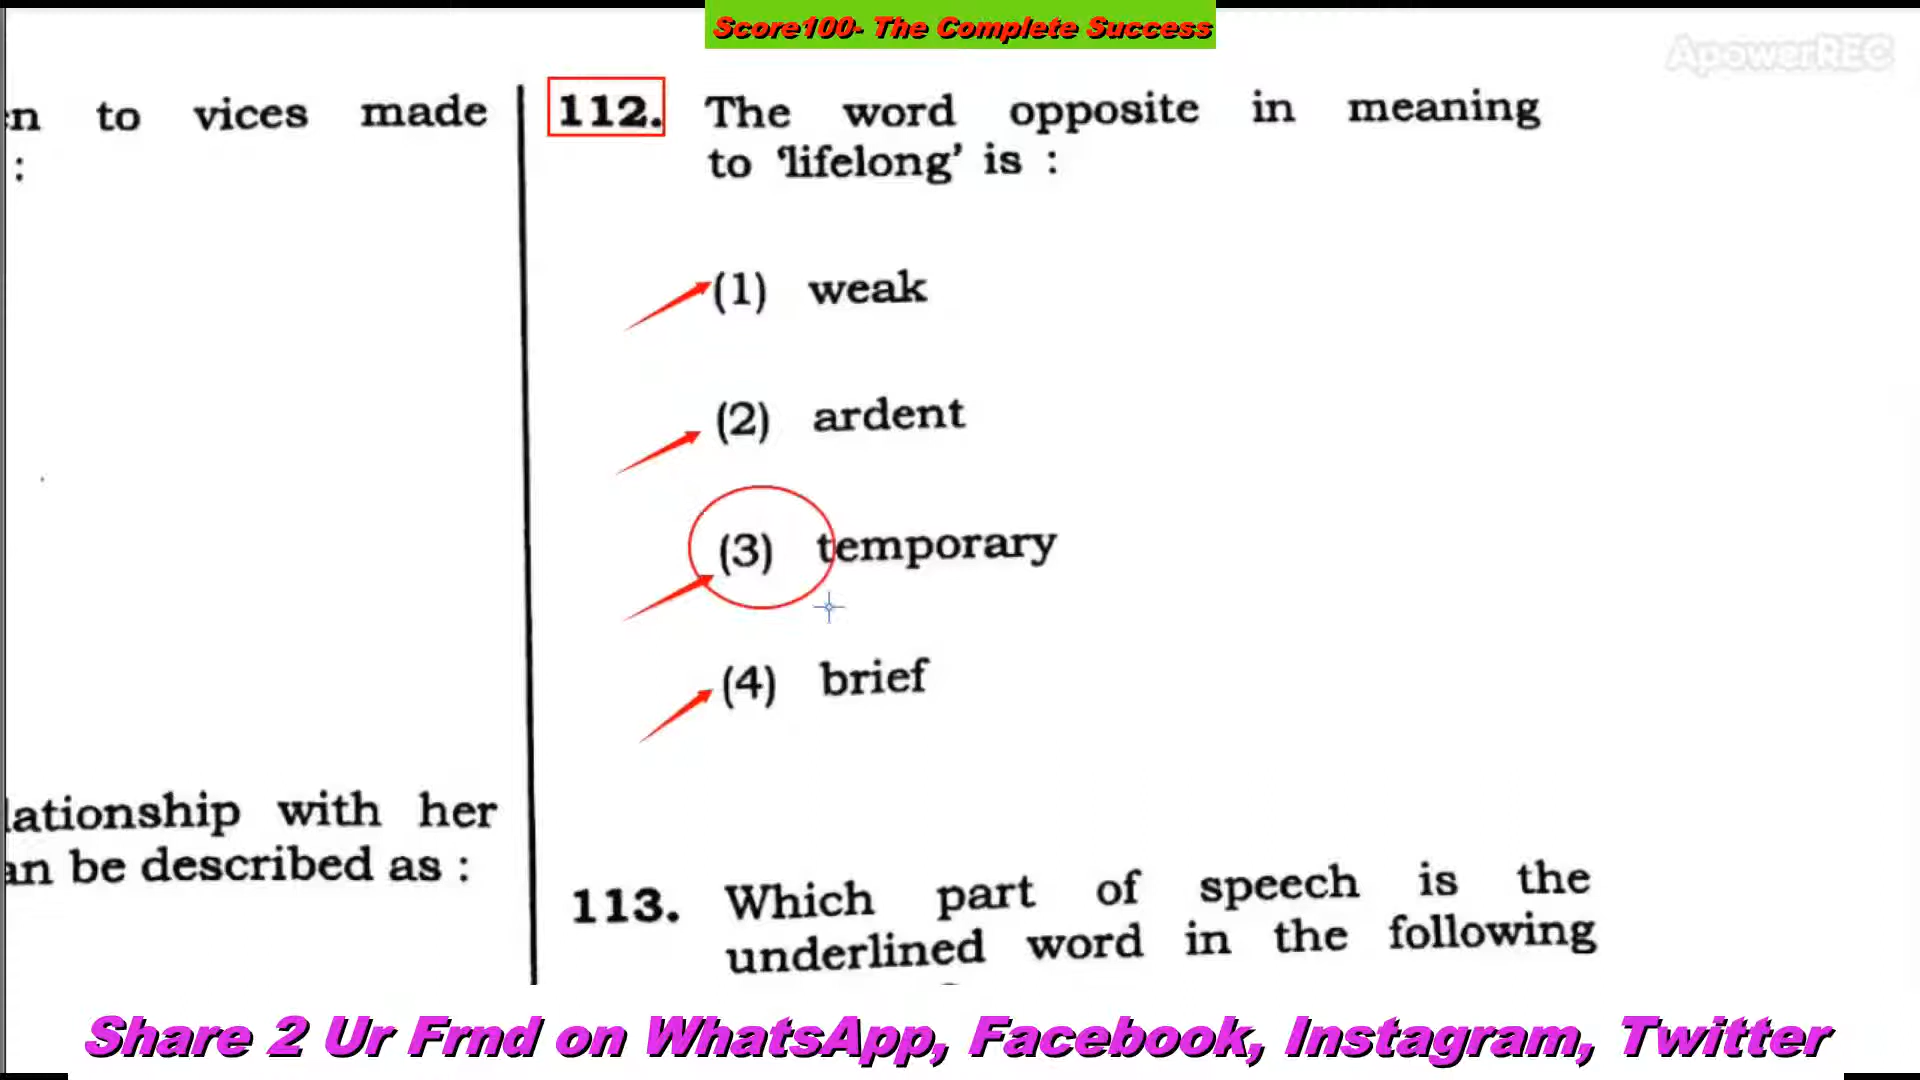 Score100- The Complete Success
ApowerREC
to vices made
:
112. The word opposite in meaning
to ‘lifelong’ is :
(1) weak
(2) ardent
(3) temporary
(4) brief
lationship with her
an be described as :
113. Which part of speech is the
underlined word in the following
Share 2 Ur Frnd on WhatsApp, Facebook, Instagram, Twitter